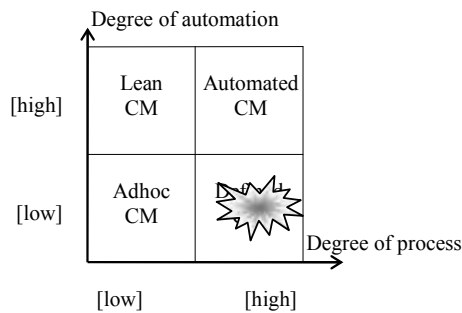 Degree of automation
Lean
CM
Automated
CM
[high]
Adhoc
CM
[low]
Degree of process
[low]
[high]